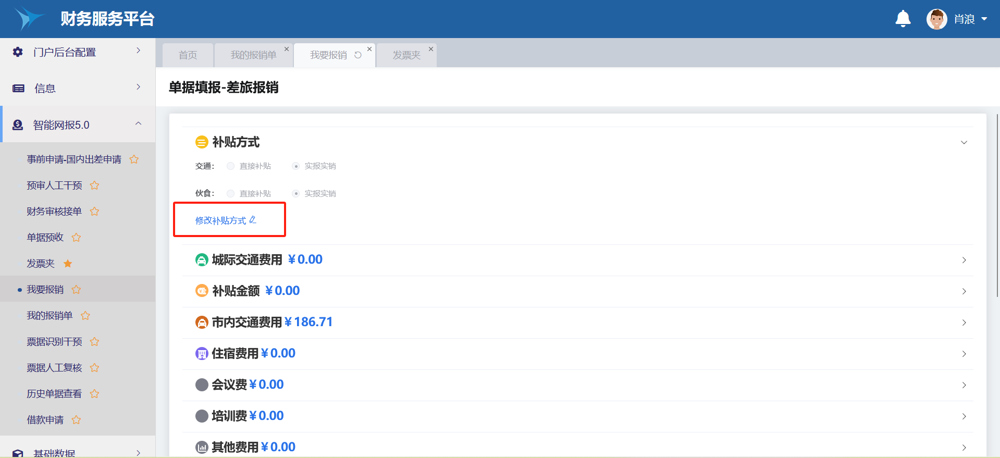 财务服务平台
肖浪
门户后台配置
信息
智能网报5.0
事前申请-国内出差申请
预审人工干预
财务审核接单
单据预收
发票夹
我要报销
我的报销单
票据识别干预
票据人工复核
历史单据查看
借款申请
基础数据
首页
我的报销单
我要报销
发票夹
单据填报-差旅报销
补贴方式
交通： 直接补贴 实报实销
伙食： 直接补贴 实报实销
修改补贴方式
城际交通费用 ¥0.00
补贴金额 ¥0.00
市内交通费用 ¥186.71
住宿费用 ¥0.00
会议费 ¥0.00
培训费 ¥0.00
其他费用 ¥0.00